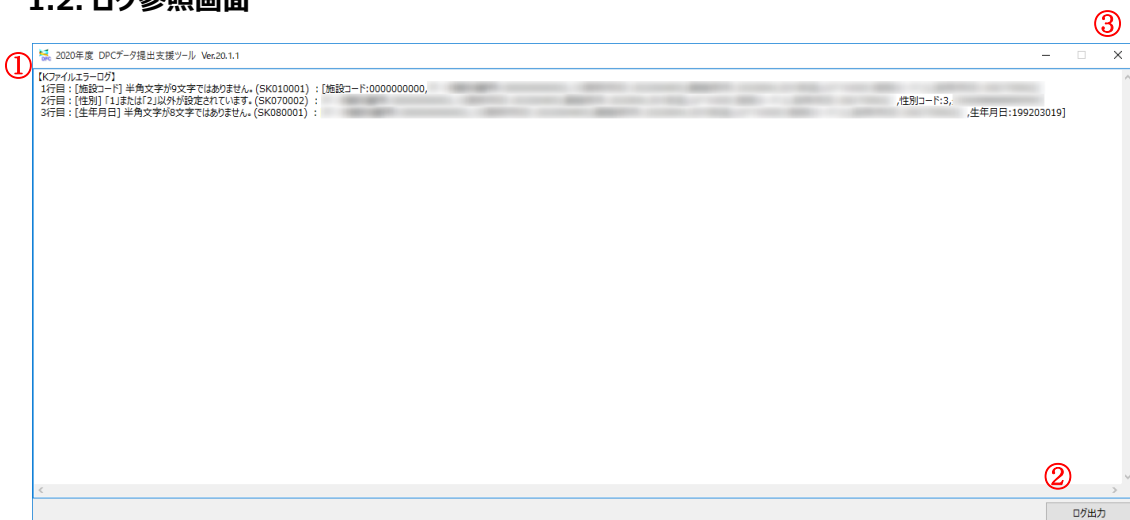 1.2. ログ参照画面
③
①
2020年度 DPCデータ提出支援ツール Ver.20.1.1
【Kファイルエラーログ】
1行目：[施設コード] 半角文字が9文字ではありません。(SK010001) ：[施設コード:0000000000,
2行目：[性別] 「1」または「2」以外が設定されています。(SK070002) ： ,性別コード:3,
3行目：[生年月日] 半角文字が8文字ではありません。(SK080001) ： ,生年月日:199203019]
②
ログ出力